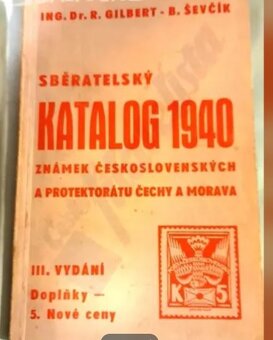 ING. Dr. R. GILBERT - B. ŠEVČÍK
SBĚRATELSKÝ
KATALOG 1940
ZNÁMEK ČESKOSLOVENSKÝCH
A PROTEKTORÁTU ČECHY A MORAVA
III. VYDÁNÍ
Doplňky —
5. Nové ceny
K 5